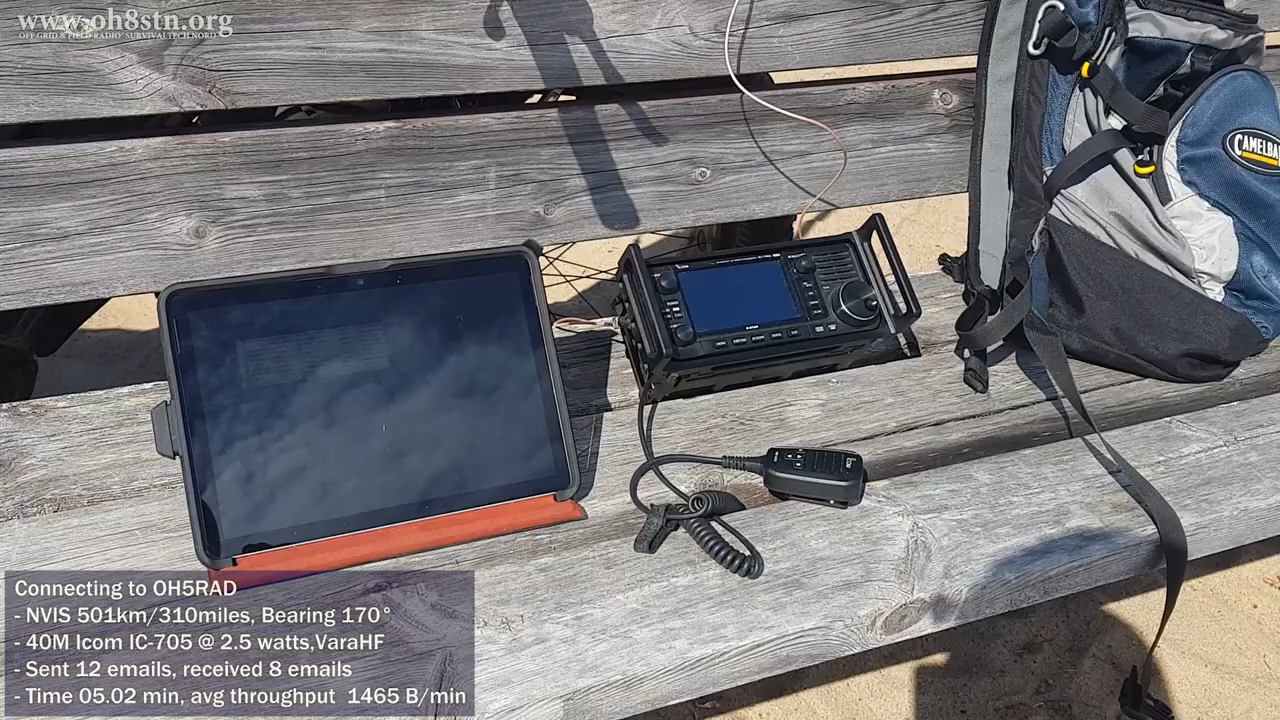 www.oh8stn.org
OFF GRID & FIELD RADIO SURVIVALTECH.NORD
CAMELBA
ICOM
Connecting to OH5RAD
- NVIS 501km/310miles, Bearing 170°
- 40M Icom IC-705 @ 2.5 watts,VaraHF
- Sent 12 emails, received 8 emails
- Time 05.02 min, avg throughput 1465 B/min